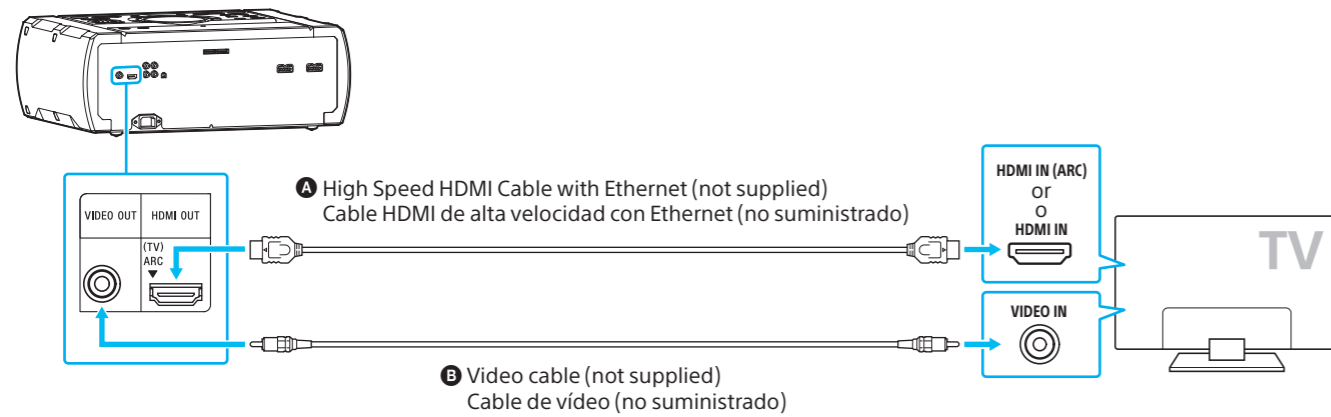 A High Speed HDMI Cable with Ethernet (not supplied)
Cable HDMI de alta velocidad con Ethernet (no suministrado)
VIDEO OUT
HDMI OUT
(TV)
ARC
HDMI IN (ARC)
or
o
HDMI IN
TV
VIDEO IN
B Video cable (not supplied)
Cable de vídeo (no suministrado)